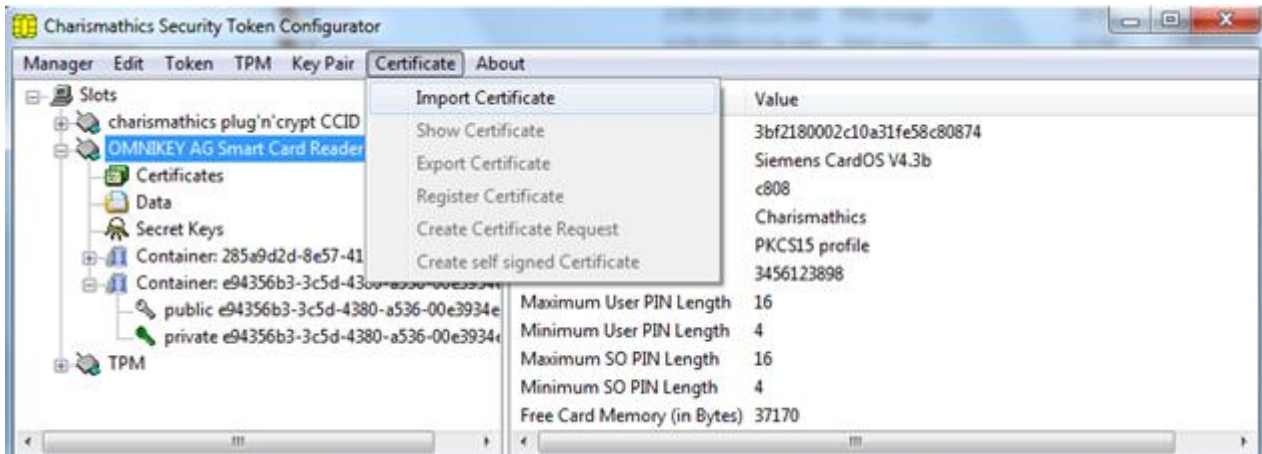 Charismathics Security Token Configurator
Manager Edit Token TPM Key Pair Certificate About
Slots
charismathics plug'n'crypt CCID
OMNIKEY AG Smart Card Reader
Certificates
Data
Secret Keys
Container: 285a9d2d-8e57-41
Container: e94356b3-3c5d-4380-a536-00e3934e
public e94356b3-3c5d-4380-a536-00e3934e
private e94356b3-3c5d-4380-a536-00e3934e
TPM
Import Certificate
Show Certificate
Export Certificate
Register Certificate
Create Certificate Request
Create self signed Certificate
Value
3bf2180002c10a31fe58c80874
Siemens CardOS V4.3b
c808
Charismathics
PKCS15 profile
3456123898
Maximum User PIN Length 16
Minimum User PIN Length 4
Maximum SO PIN Length 16
Minimum SO PIN Length 4
Free Card Memory (in Bytes) 37170